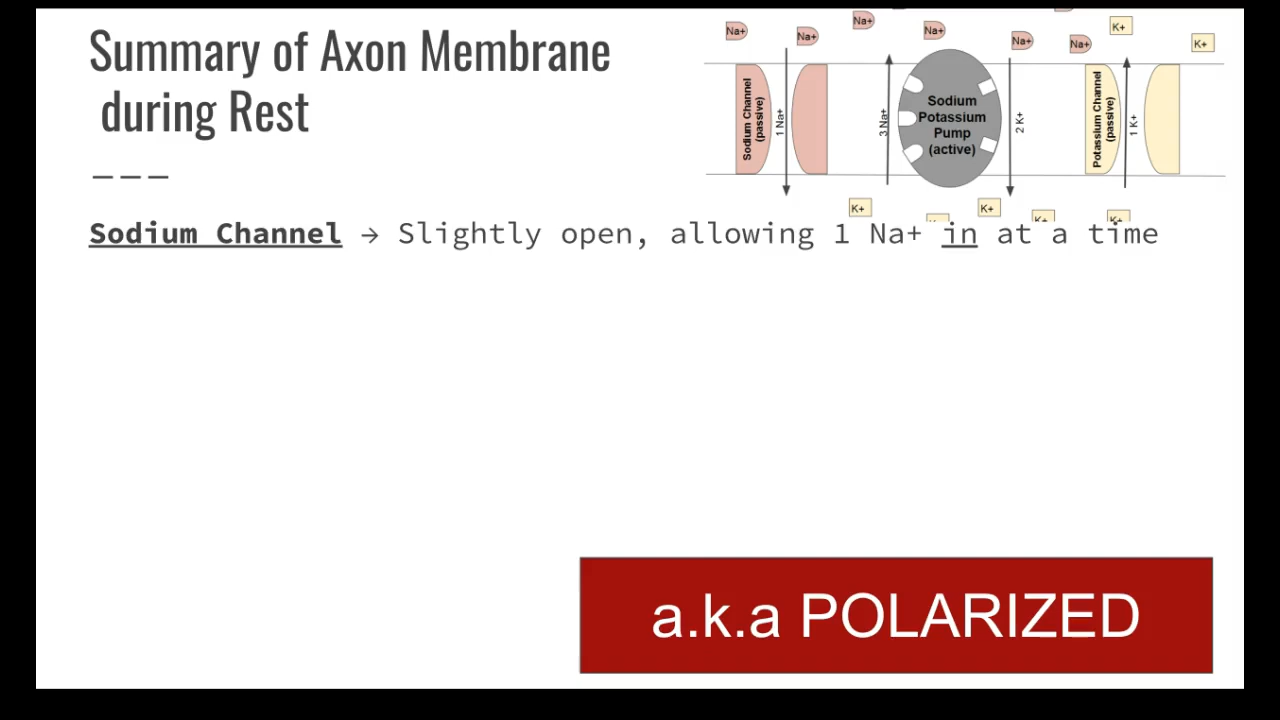 Summary of Axon Membrane
during Rest
Na+
Na+
Na+
Na+
Na+
Na+
K+
K+
Sodium Channel
(passive)
1 Na+
3 Na+
Sodium
Potassium
Pump
(active)
2 K+
Potassium Channel
(passive)
1 K+
K+
K+
K+
K+
Sodium Channel → Slightly open, allowing 1 Na+ in at a time
a.k.a POLARIZED